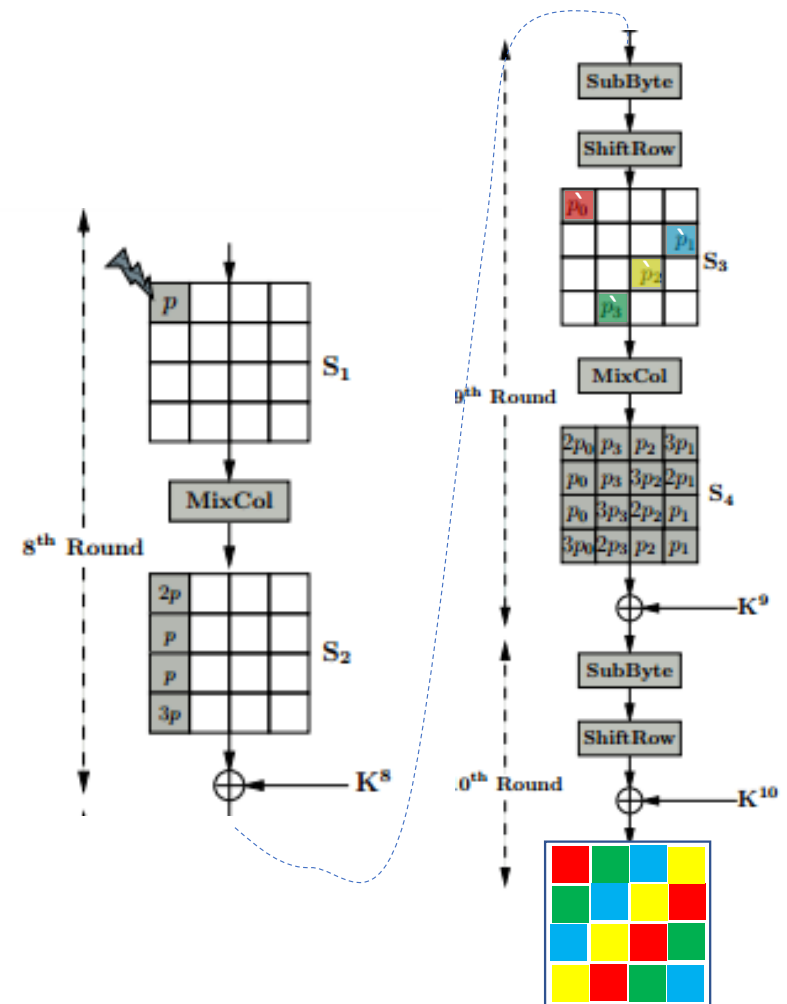 p
S₁
MixCol
8ᵗʰ Round
2p
p
p
3p
S₂
K⁸
SubByte
ShiftRow
p₀
p₁
p₂
p₃
S₃
MixCol
9ᵗʰ Round
2p₀ p₃ p₂ 3p₁
p₀ p₃ 3p₂ 2p₁
p₀ 3p₃ 2p₂ p₁
3p₀ 2p₃ p₂ p₁
S₄
K⁹
SubByte
ShiftRow
.0ᵗʰ Round
K¹⁰